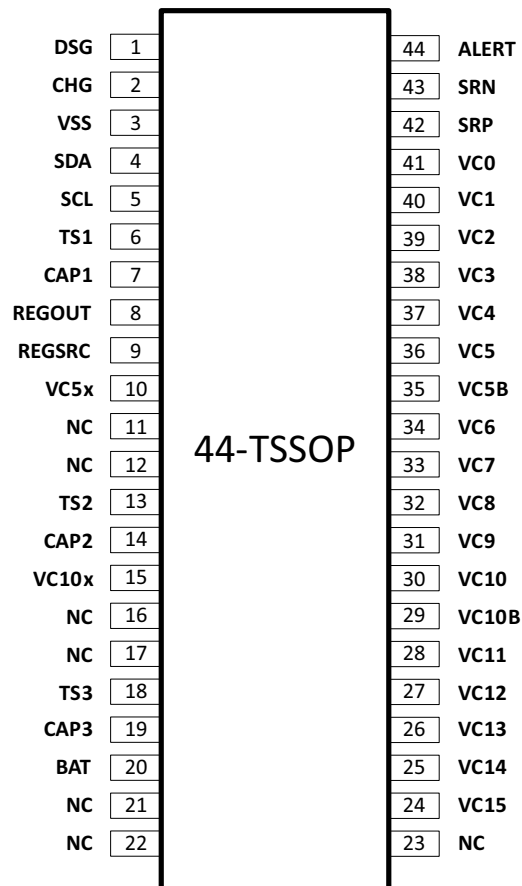 DSG 1 44 ALERT
CHG 2 43 SRN
VSS 3 42 SRP
SDA 4 41 VC0
SCL 5 40 VC1
TS1 6 39 VC2
CAP1 7 38 VC3
REGOUT 8 37 VC4
REGSRC 9 36 VC5
VC5x 10 35 VC5B
NC 11 34 VC6
44-TSSOP
NC 12 33 VC7
TS2 13 32 VC8
CAP2 14 31 VC9
VC10x 15 30 VC10
NC 16 29 VC10B
NC 17 28 VC11
TS3 18 27 VC12
CAP3 19 26 VC13
BAT 20 25 VC14
NC 21 24 VC15
NC 22 23 NC